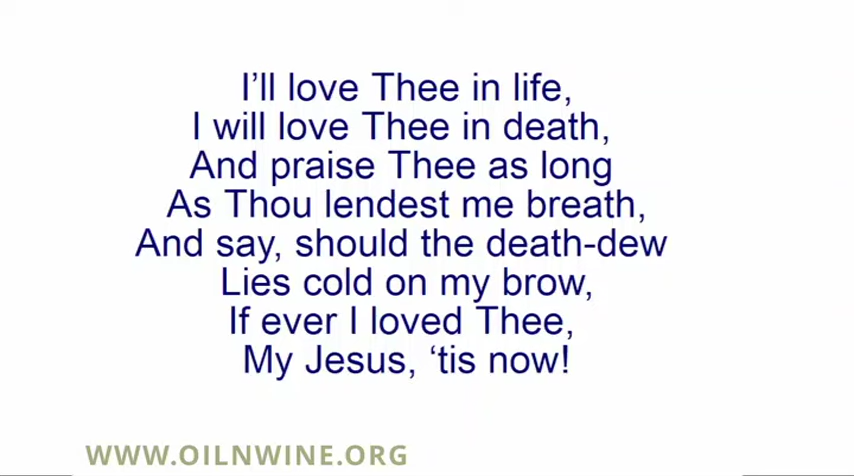 I’ll love Thee in life,
I will love Thee in death,
And praise Thee as long
As Thou lendest me breath,
And say, should the death-dew
Lies cold on my brow,
If ever I loved Thee,
My Jesus, ‘tis now!
WWW.OILNWINE.ORG